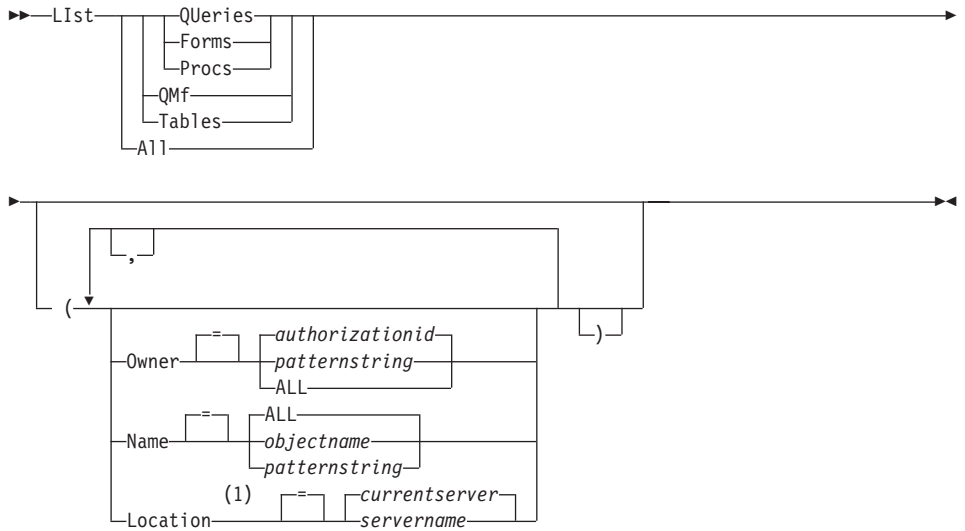 LIst QUeries
Forms
Procs
QMf
Tables
All
,
( )
= authorizationid
Owner patternstring
ALL
= ALL
Name objectname
patternstring
(1) = currentserver
Location servername